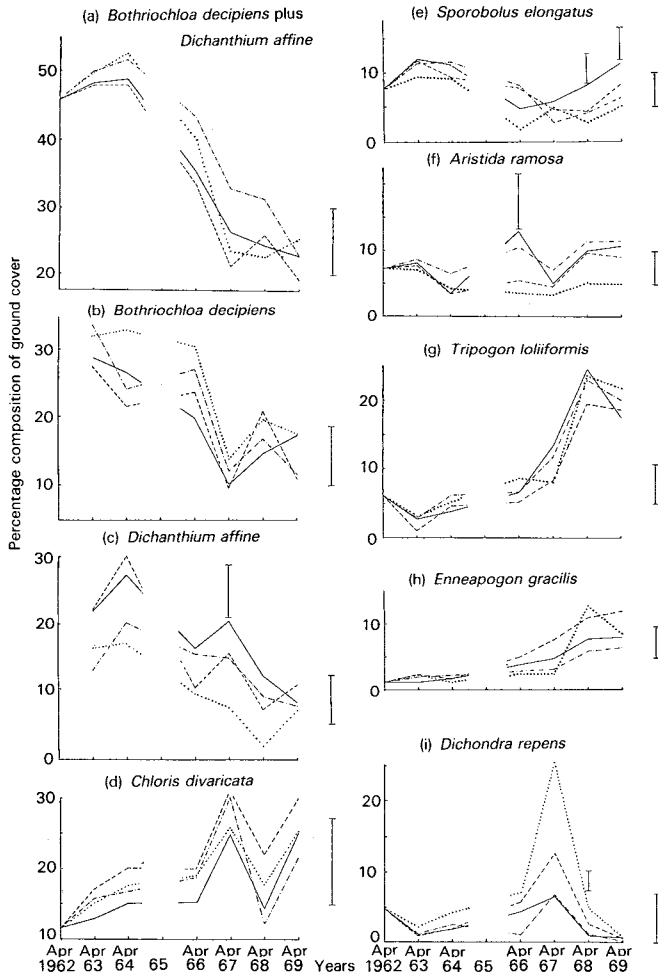 (a) Bothriochloa decipiens plus
Dichanthium affine
50
40
30
20
(b) Bothriochloa decipiens
30
20
10
(c) Dichanthium affine
30
20
10
0
(d) Chloris divaricata
30
20
10
Percentage composition of ground cover
Apr Apr Apr Apr Apr Apr Apr
1962 63 64 65 66 67 68 69
Years
(e) Sporobolus elongatus
10
0
(f) Aristida ramosa
10
0
(g) Tripogon loliiformis
20
10
0
(h) Enneapogon gracilis
10
0
(i) Dichondra repens
20
10
0
Apr Apr Apr Apr Apr Apr Apr
1962 63 64 65 66 67 68 69